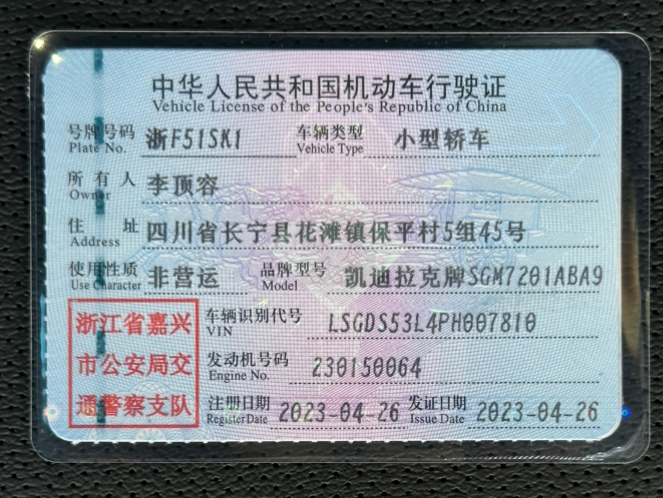 中华人民共和国机动车行驶证
Vehicle License of the People's Republic of China
号牌号码 浙F51SK1 车辆类型 小型轿车
Plate No. Vehicle Type
所有人 李顶容
Owner
住址 四川省长宁县花滩镇保平村5组45号
Address
使用性质 非营运 品牌型号 凯迪拉克牌SGM7201ABA9
Use Character Model
浙江省嘉兴
市公安局交
通警察支队
车辆识别代号 LSGDS53L4PH007810
VIN
发动机号码 230150064
Engine No.
注册日期 2023-04-26 发证日期 2023-04-26
Register Date Issue Date